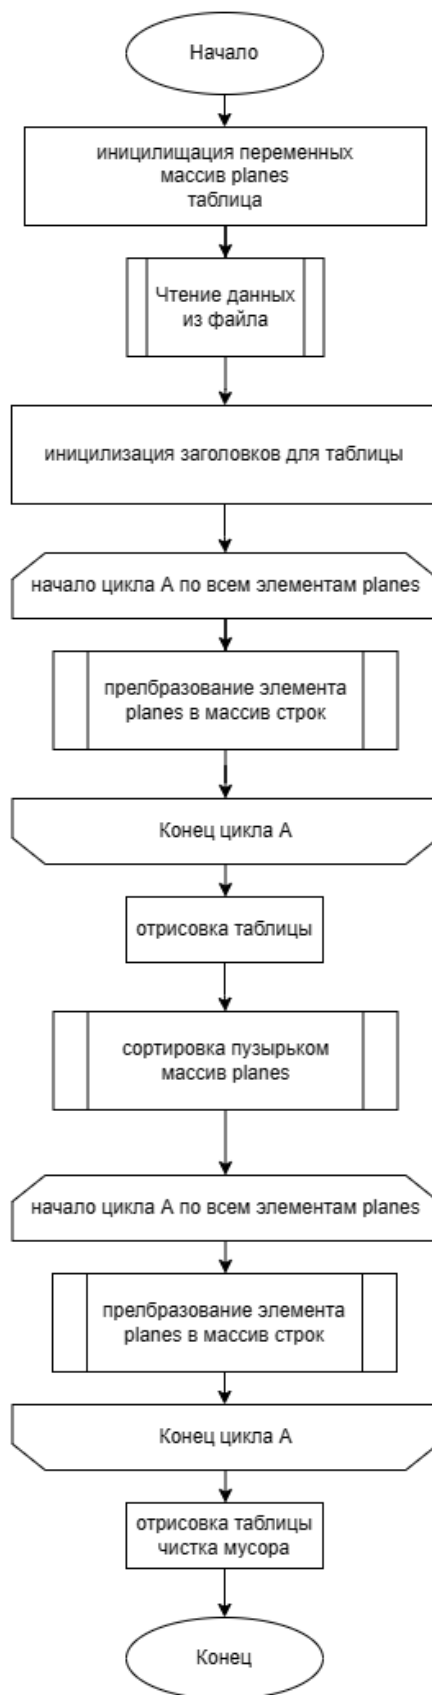 Начало
иницилищация переменных
массив planes
таблица
Чтение данных
из файла
иницилизация заголовков для таблицы
начало цикла А по всем элементам planes
прелбразование элемента
planes в массив строк
Конец цикла А
отрисовка таблицы
сортировка пузырьком
массив planes
начало цикла А по всем элементам planes
прелбразование элемента
planes в массив строк
Конец цикла А
отрисовка таблицы
чистка мусора
Конец